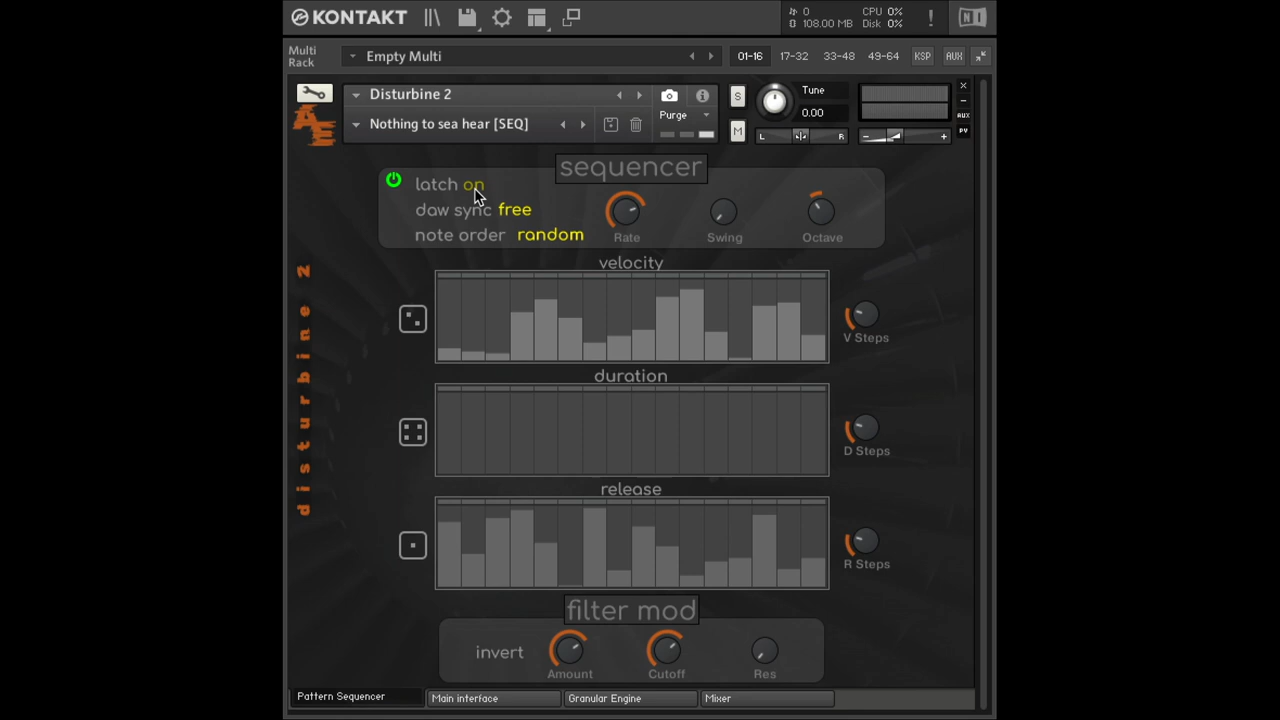 KONTAKT
0
108.00 MB
CPU 0%
Disk 0%
!
Multi
Rack
Empty Multi
01-16
17-32
33-48
49-64
KSP
AUX
Disturbine 2
Nothing to sea hear [SEQ]
Purge
S
M
Tune
0.00
L
R
AUX
PV
AE
sequencer
latch on
daw sync free
note order random
Rate
Swing
Octave
disturbine 2
velocity
V Steps
duration
D Steps
release
R Steps
filter mod
invert
Amount
Cutoff
Res
Pattern Sequencer
Main interface
Granular Engine
Mixer